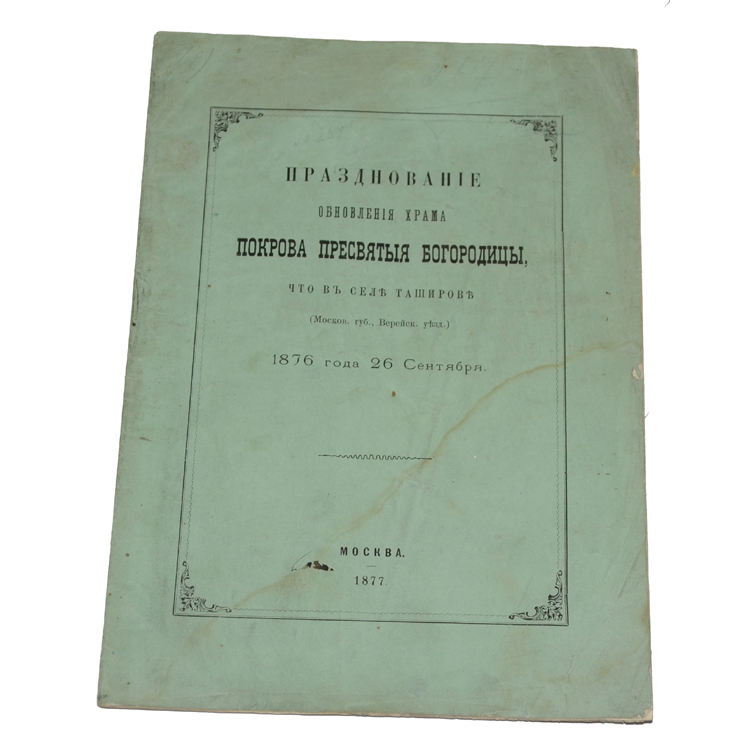 ПРАЗДНОВАНІЕ
ОБНОВЛЕНІЯ ХРАМА
ПОКРОВА ПРЕСВЯТЫЯ БОГОРОДИЦЫ,
ЧТО ВЪ СЕЛѢ ТАШИРОВѢ
(Москов. губ., Верейск. уѣзд.)
1876 года 26 Сентября.
МОСКВА.
1877.